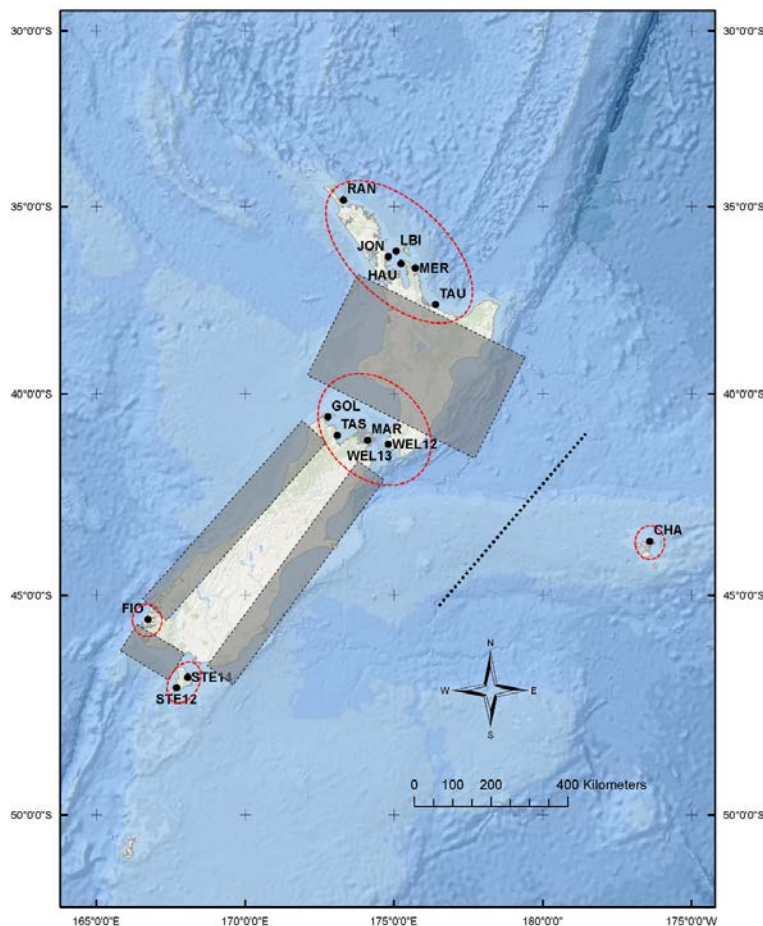 30°0'0"S 30°0'0"S
RAN
35°0'0"S 35°0'0"S
JON LBI
HAU MER
TAU
40°0'0"S 40°0'0"S
GOL
TAS MAR
WEL12
WEL13
CHA
45°0'0"S 45°0'0"S
FIO
N
STE11
W E
STE12
S
0 100 200 400 Kilometers
50°0'0"S 50°0'0"S
165°0'0"E 170°0'0"E 175°0'0"E 180°0'0" 175°0'0"W